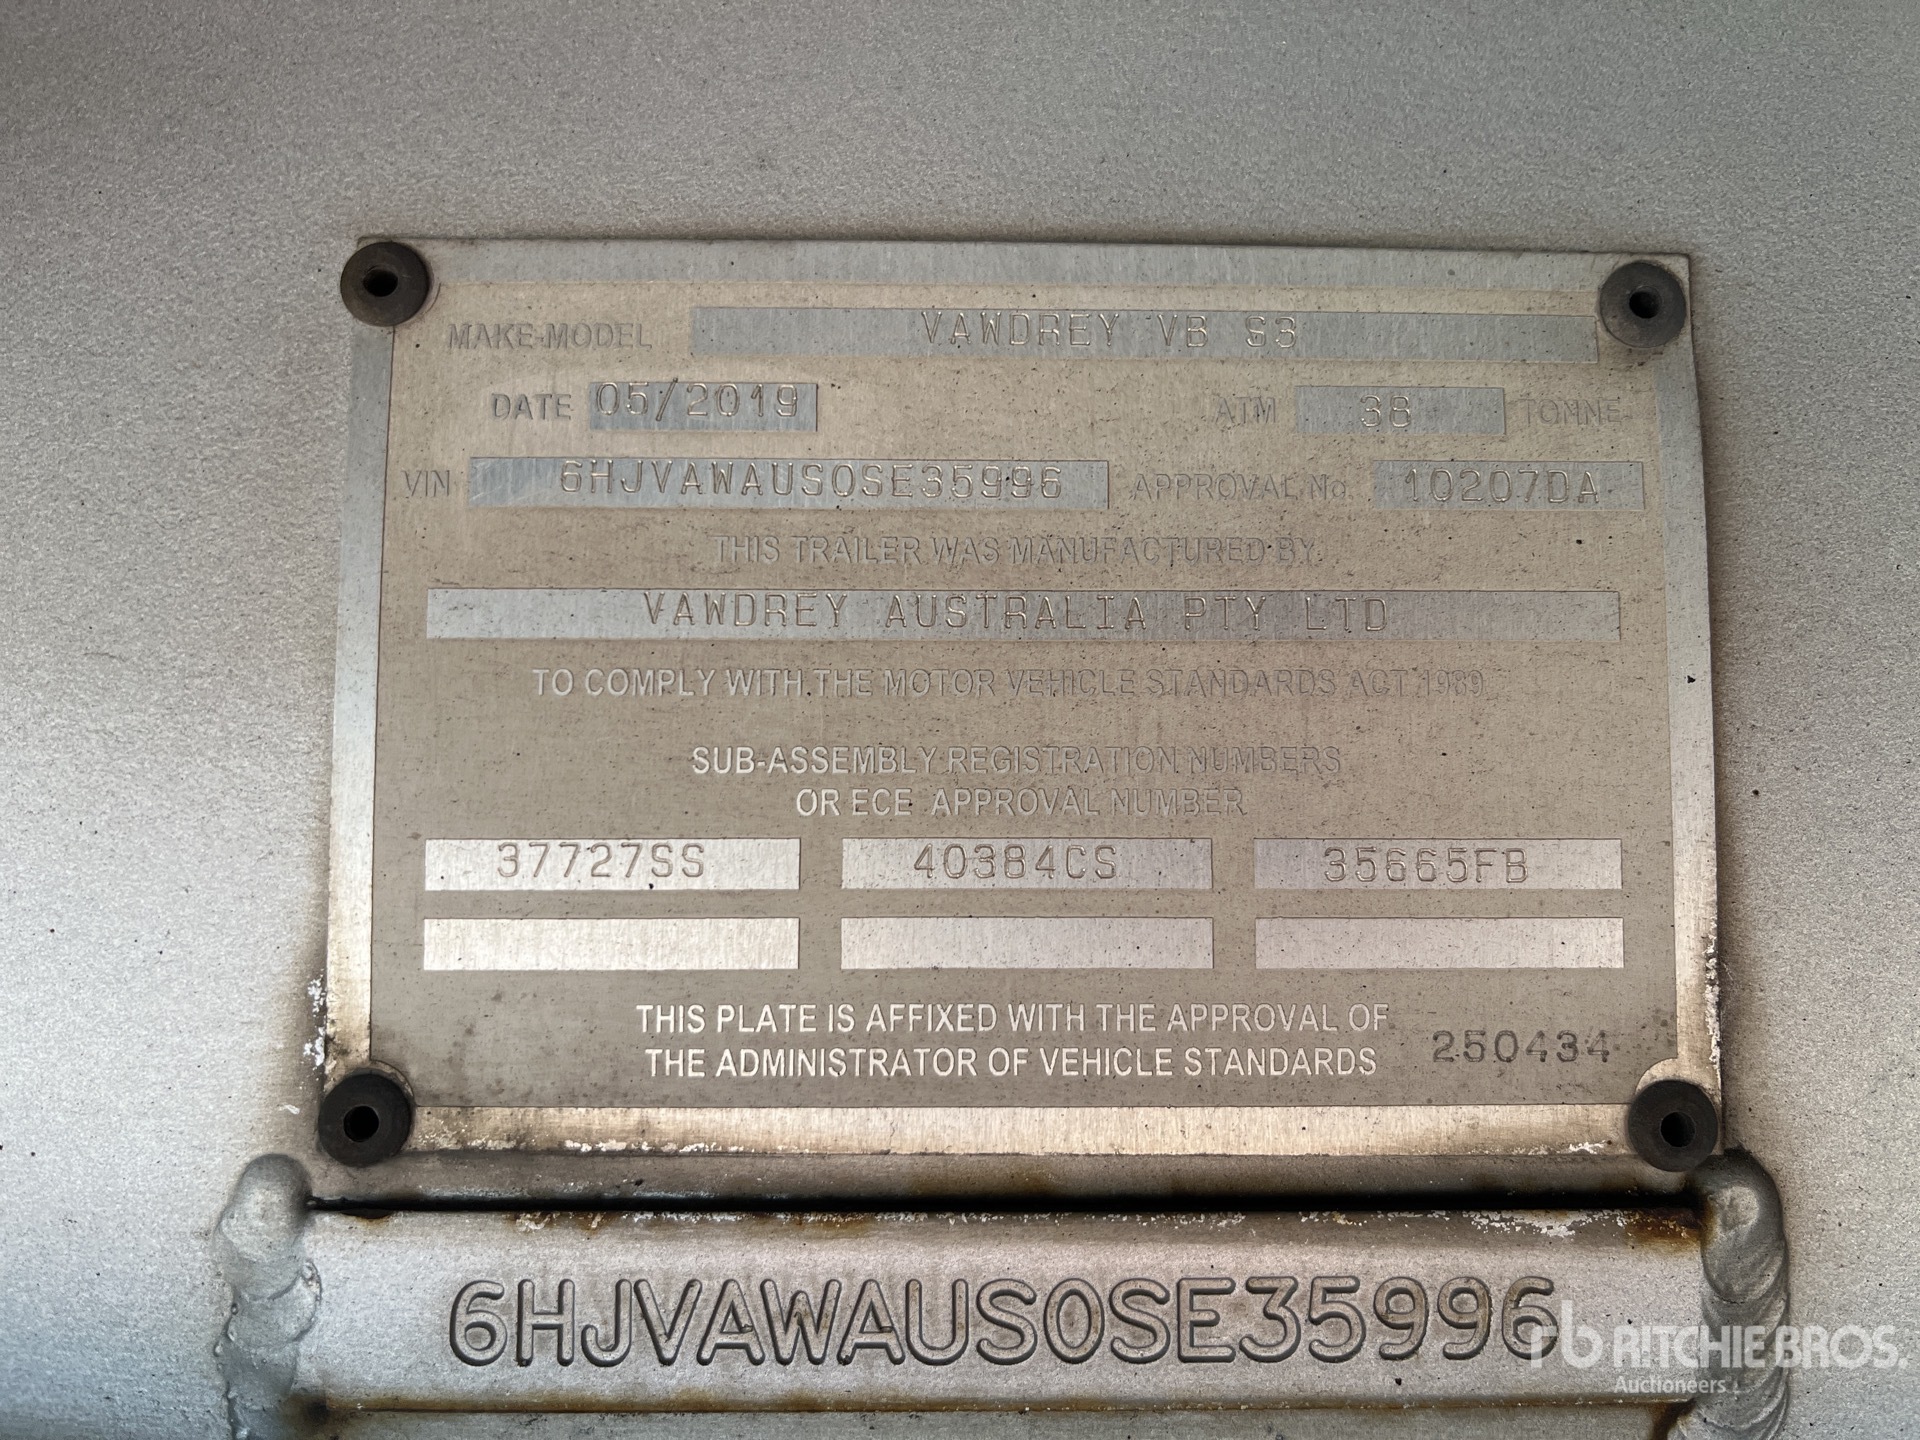 MAKE-MODEL VAWDREY VB S3
DATE 05/2019 ATM 38 TONNE
VIN 6HJVAWAUS0SE35996 APPROVAL No. 10207DA
THIS TRAILER WAS MANUFACTURED BY
VAWDREY AUSTRALIA PTY LTD
TO COMPLY WITH THE MOTOR VEHICLE STANDARDS ACT 1989
SUB-ASSEMBLY REGISTRATION NUMBERS
OR ECE APPROVAL NUMBER
37727SS 40384CS 35665FB
THIS PLATE IS AFFIXED WITH THE APPROVAL OF
THE ADMINISTRATOR OF VEHICLE STANDARDS 250434
6HJVAWAUS0SE35996
rb RITCHIE BROS.
Auctioneers